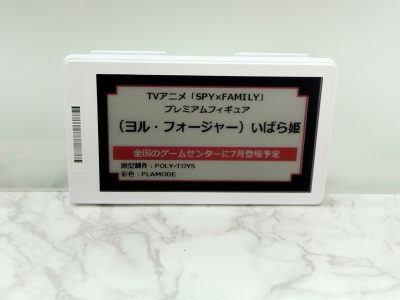 TVアニメ「SPY×FAMILY」
プレミアムフィギュア
(ヨル・フォージャー)いばら姫
全国のゲームセンターに7月登場予定
原型制作:POLY-TOYS
彩色:PLAMODE